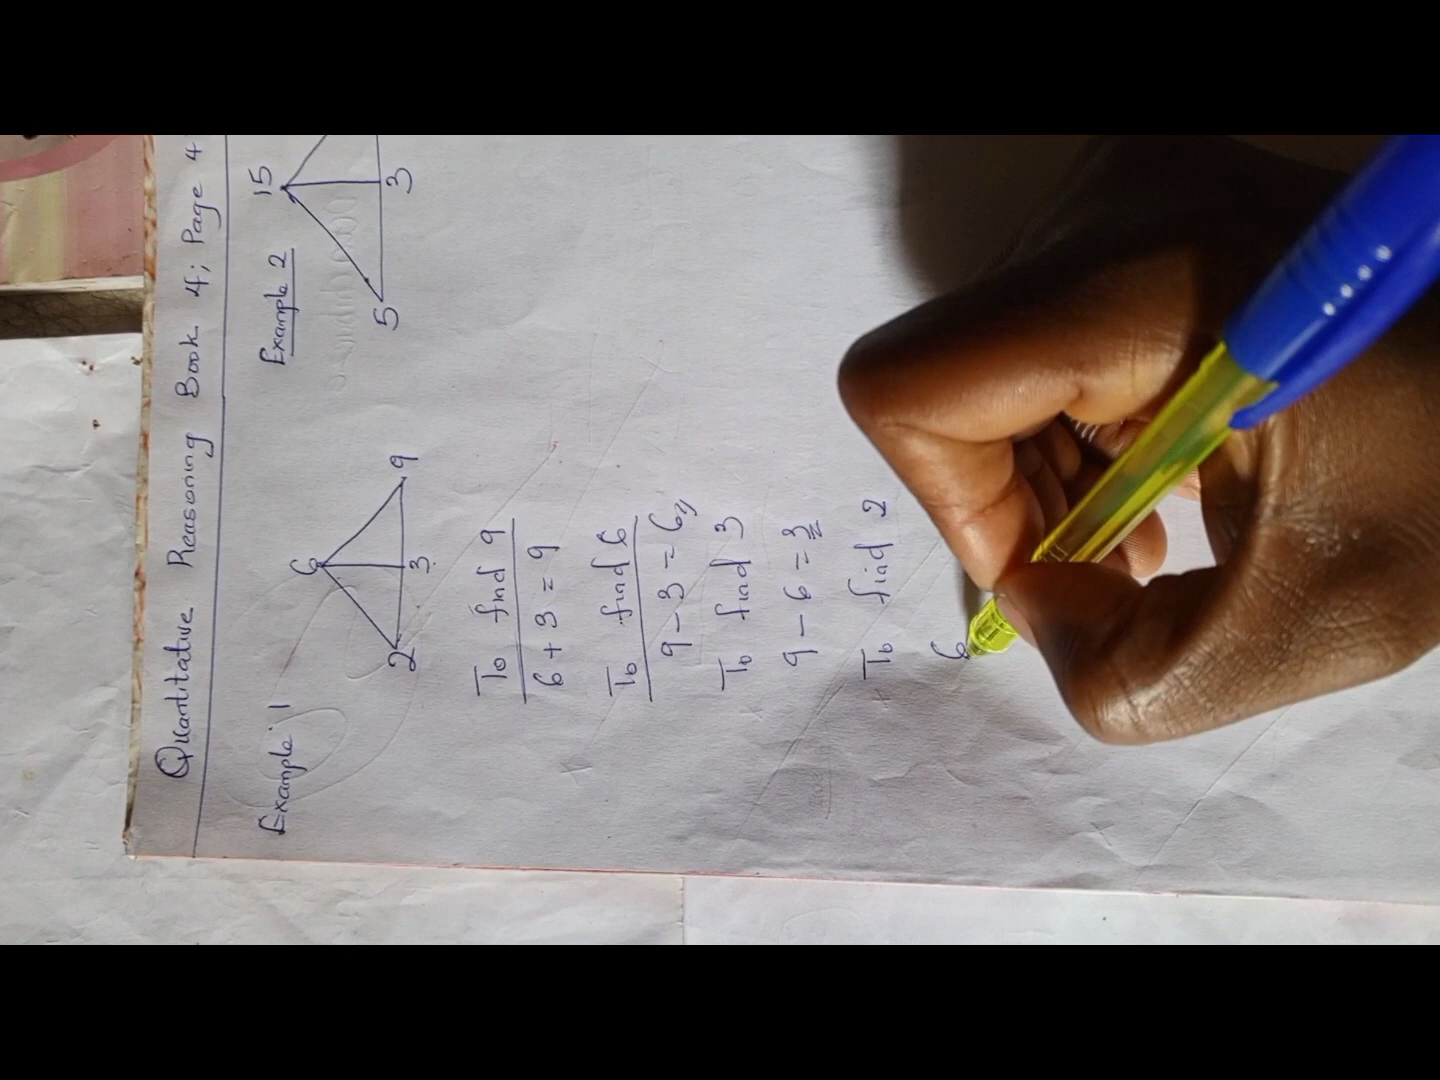 Quantitative Reasoning Book 4; Page 4
Example 1
6
2 3 9
To find 9
6 + 3 = 9
To find 6
9 - 3 = 6
To find 3
9 - 6 = 3
To find 2
6
Example 2
15
5 3